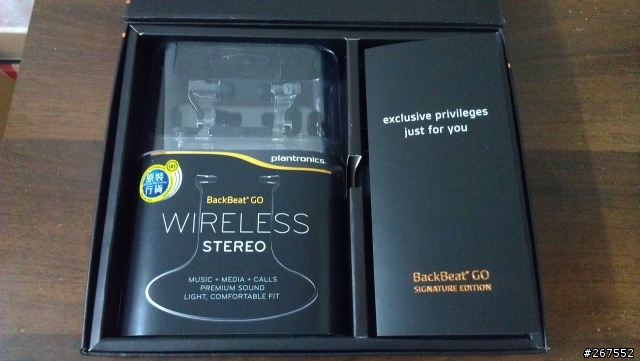 plantronics.
原裝
行貨
BackBeat® GO
WIRELESS
STEREO
MUSIC + MEDIA + CALLS
PREMIUM SOUND
LIGHT, COMFORTABLE FIT
exclusive privileges
just for you
BackBeat® GO
SIGNATURE EDITION
#267552